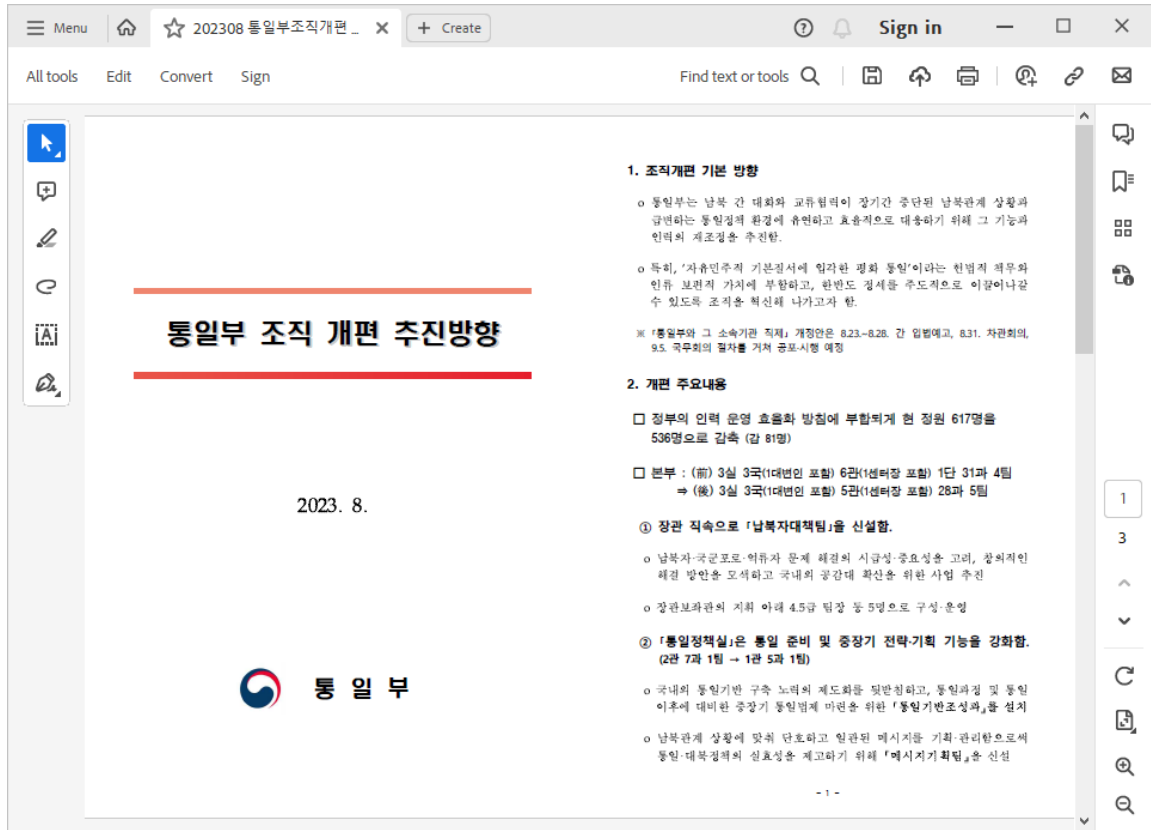 Menu
202308 통일부조직개편 _
Create
Sign in
All tools
Edit
Convert
Sign
Find text or tools
통일부 조직 개편 추진방향
2023. 8.
통 일 부
1. 조직개편 기본 방향
o 통일부는 남북 간 대화와 교류협력이 장기간 중단된 남북관계 상황과
급변하는 통일정책 환경에 유연하고 효율적으로 대응하기 위해 그 기능과
인력의 재조정을 추진함.
o 특히, '자유민주적 기본질서에 입각한 평화 통일'이라는 헌법적 책무와
인류 보편적 가치에 부합하고, 한반도 정세를 주도적으로 이끌어나갈
수 있도록 조직을 혁신해 나가고자 함.
※ 「통일부와 그 소속기관 직제」 개정안은 8.23.~8.28. 간 입법예고, 8.31. 차관회의,
9.5. 국무회의 절차를 거쳐 공포·시행 예정
2. 개편 주요내용
□ 정부의 인력 운영 효율화 방침에 부합되게 현 정원 617명을
536명으로 감축 (감 81명)
□ 본부 : (前) 3실 3국(1대변인 포함) 6관(1센터장 포함) 1단 31과 4팀
⇒ (後) 3실 3국(1대변인 포함) 5관(1센터장 포함) 28과 5팀
① 장관 직속으로 「납북자대책팀」을 신설함.
o 납북자·국군포로·억류자 문제 해결의 시급성·중요성을 고려, 창의적인
해결 방안을 모색하고 국내외 공감대 확산을 위한 사업 추진
o 장관보좌관의 지휘 아래 4.5급 팀장 등 5명으로 구성·운영
② 「통일정책실」은 통일 준비 및 중장기 전략·기획 기능을 강화함.
(2관 7과 1팀 → 1관 5과 1팀)
o 국내외 통일기반 구축 노력의 제도화를 뒷받침하고, 통일과정 및 통일
이후에 대비한 중장기 통일법제 마련을 위한 『통일기반조성과』를 설치
o 남북관계 상황에 맞춰 단호하고 일관된 메시지를 기획·관리함으로써
통일·대북정책의 실효성을 제고하기 위해 『메시지기획팀』을 신설
- 1 -
1
3